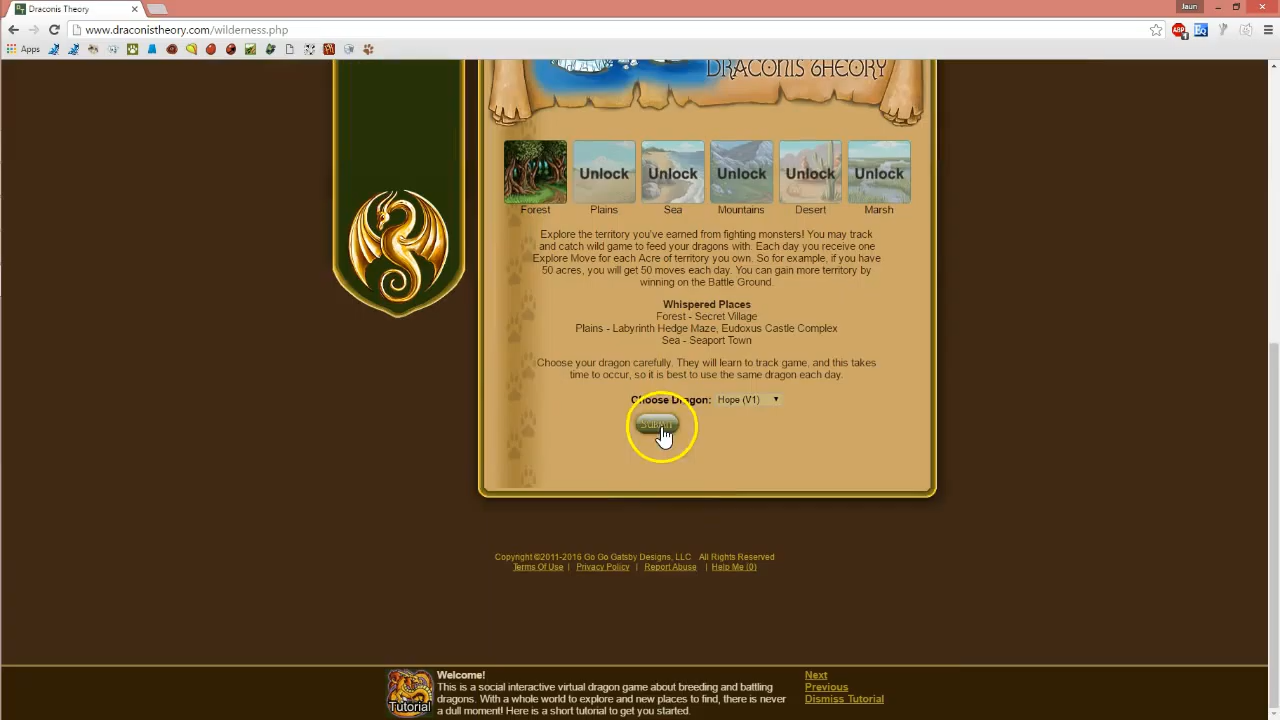 Draconis Theory
Jaun
www.draconistheory.com/wilderness.php
ABP
Apps
DRACONIS THEORY
Unlock Unlock Unlock Unlock Unlock
Forest Plains Sea Mountains Desert Marsh
Explore the territory you've earned from fighting monsters! You may track
and catch wild game to feed your dragons with. Each day you receive one
Explore Move for each Acre of territory you own. So for example, if you have
50 acres, you will get 50 moves each day. You can gain more territory by
winning on the Battle Ground.
Whispered Places
Forest - Secret Village
Plains - Labyrinth Hedge Maze, Eudoxus Castle Complex
Sea - Seaport Town
Choose your dragon carefully. They will learn to track game, and this takes
time to occur, so it is best to use the same dragon each day.
Choose Dragon: Hope (V1)
Submit
Copyright ©2011-2016 Go Go Gatsby Designs, LLC All Rights Reserved
Terms Of Use | Privacy Policy | Report Abuse | Help Me (0)
Welcome!
This is a social interactive virtual dragon game about breeding and battling
dragons. With a whole world to explore and new places to find, there is never
a dull moment! Here is a short tutorial to get you started.
Tutorial
Next
Previous
Dismiss Tutorial